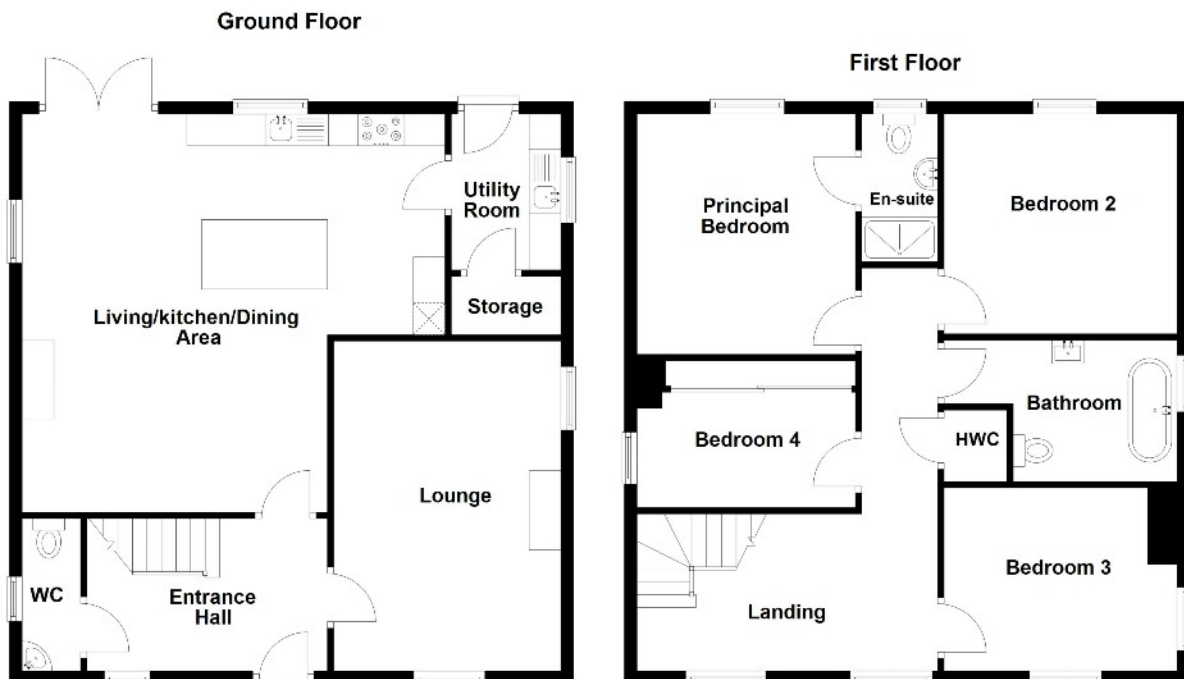 Ground Floor
Utility
Room
Living/kitchen/Dining
Area
Storage
Lounge
WC
Entrance
Hall
First Floor
Principal
Bedroom
En-suite
Bedroom 2
Bedroom 4
Bathroom
HWC
Bedroom 3
Landing